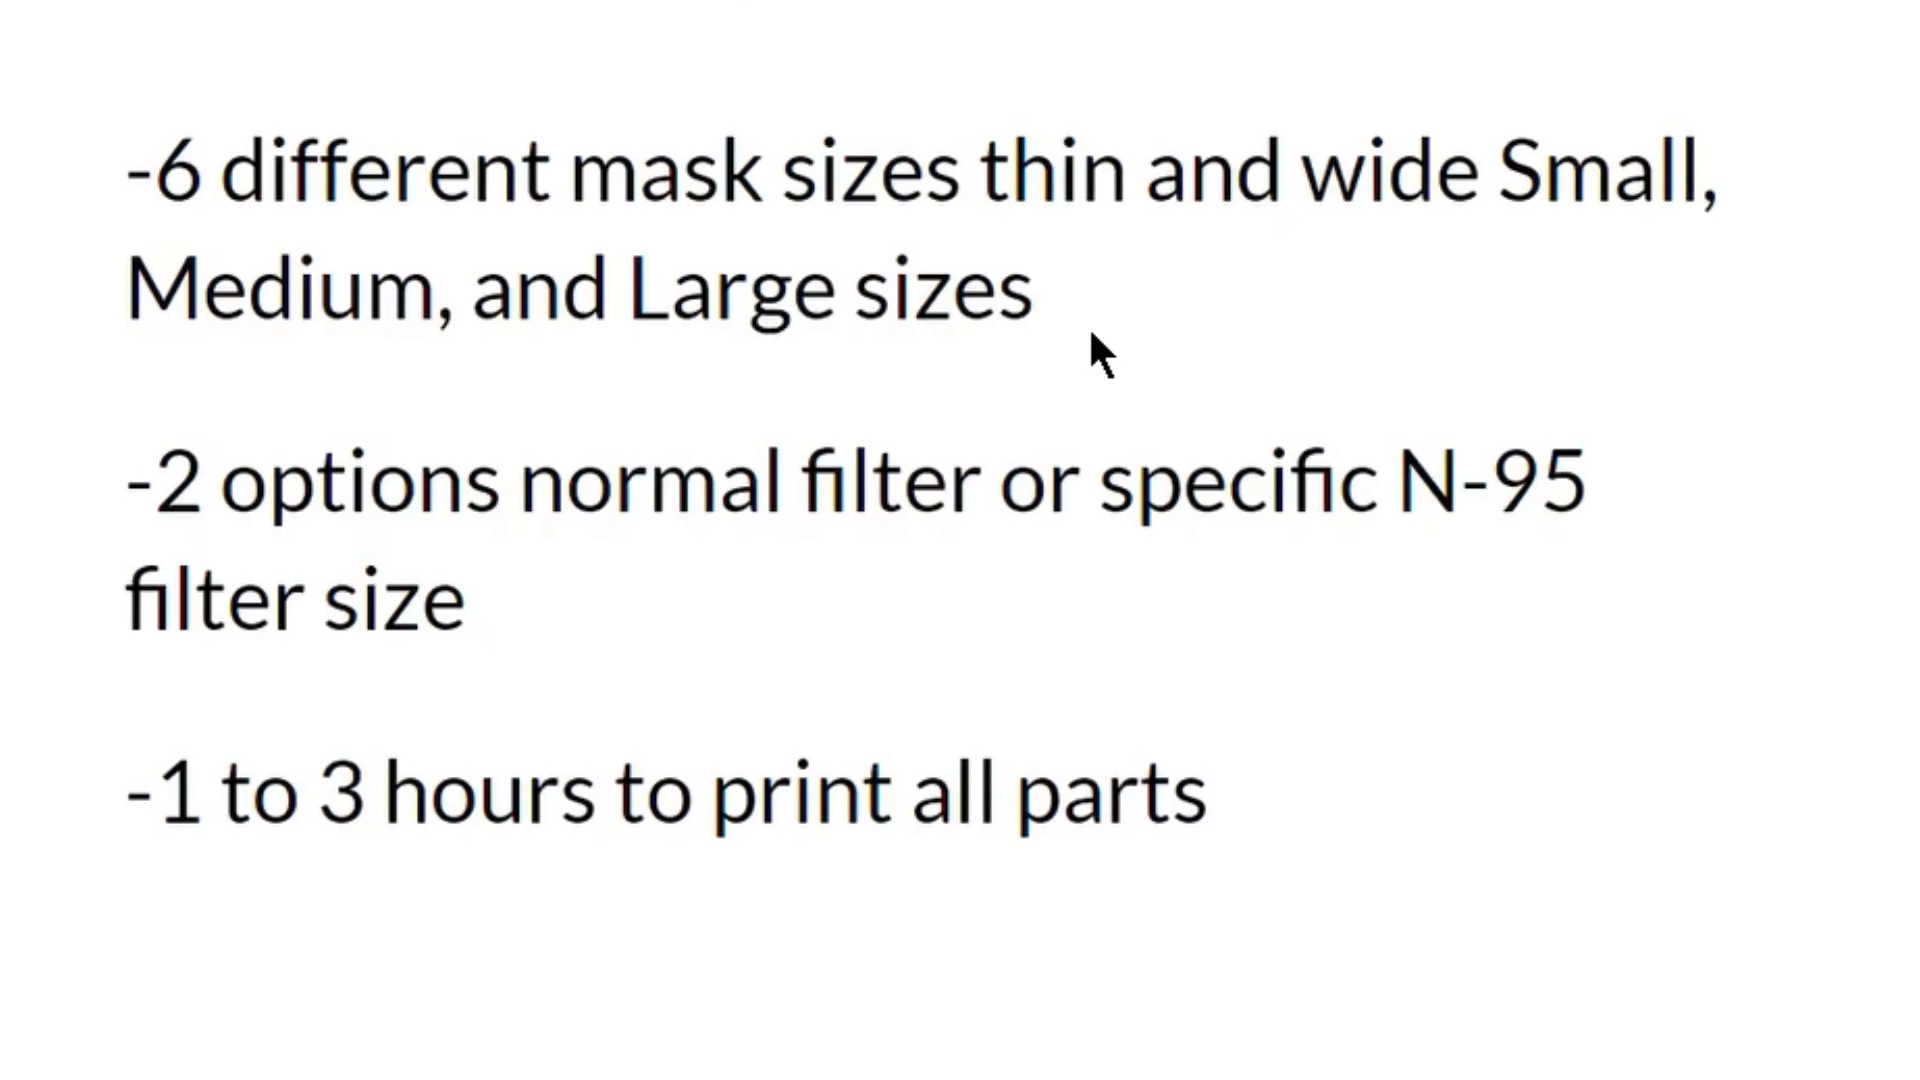 -6 different mask sizes thin and wide Small,
Medium, and Large sizes
-2 options normal filter or specific N-95
filter size
-1 to 3 hours to print all parts